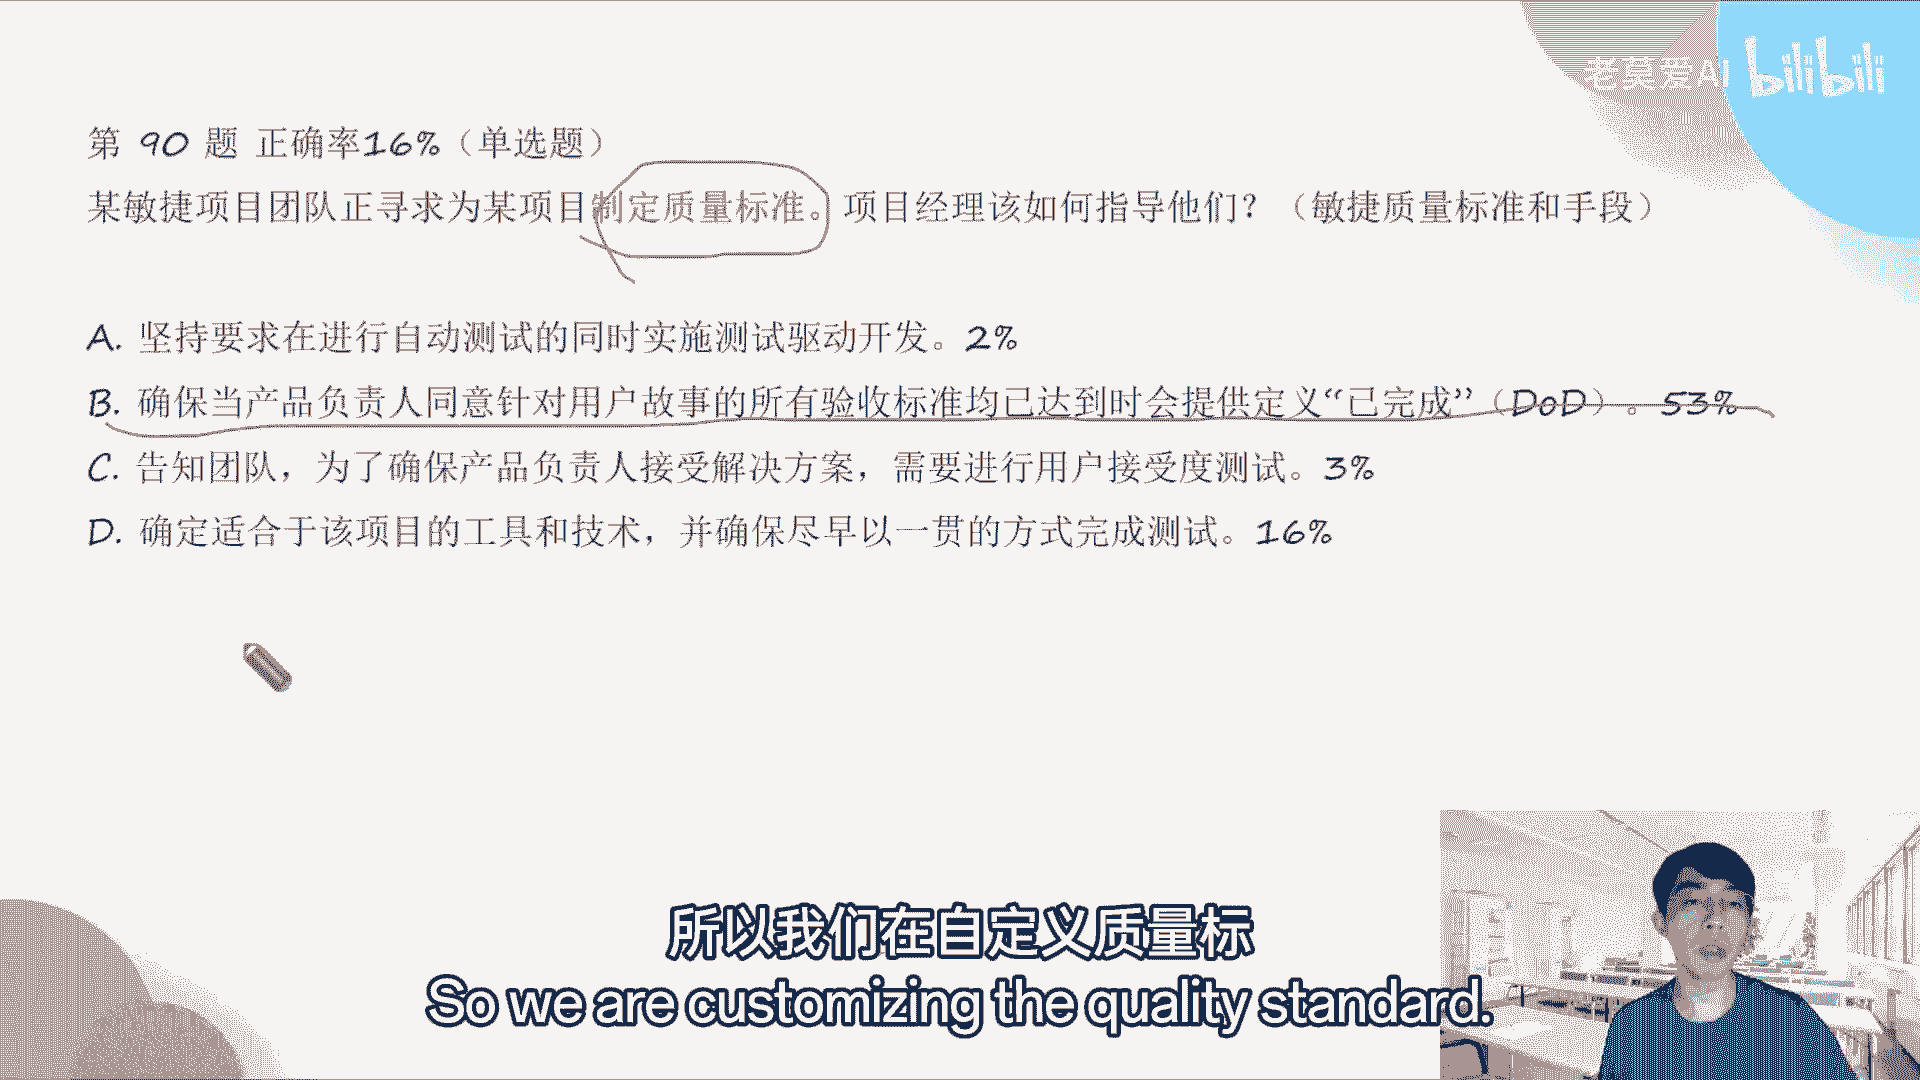 老莫爱AI bilibili
第 90 题 正确率16%（单选题）
某敏捷项目团队正寻求为某项目制定质量标准。项目经理该如何指导他们？（敏捷质量标准和手段）
A. 坚持要求在进行自动测试的同时实施测试驱动开发。2%
B. 确保当产品负责人同意针对用户故事的所有验收标准均已达到时会提供定义“已完成”（DoD）。53%
C. 告知团队，为了确保产品负责人接受解决方案，需要进行用户接受度测试。3%
D. 确定适合于该项目的工具和技术，并确保尽早以一贯的方式完成测试。16%
所以我们在自定义质量标
So we are customizing the quality standard.